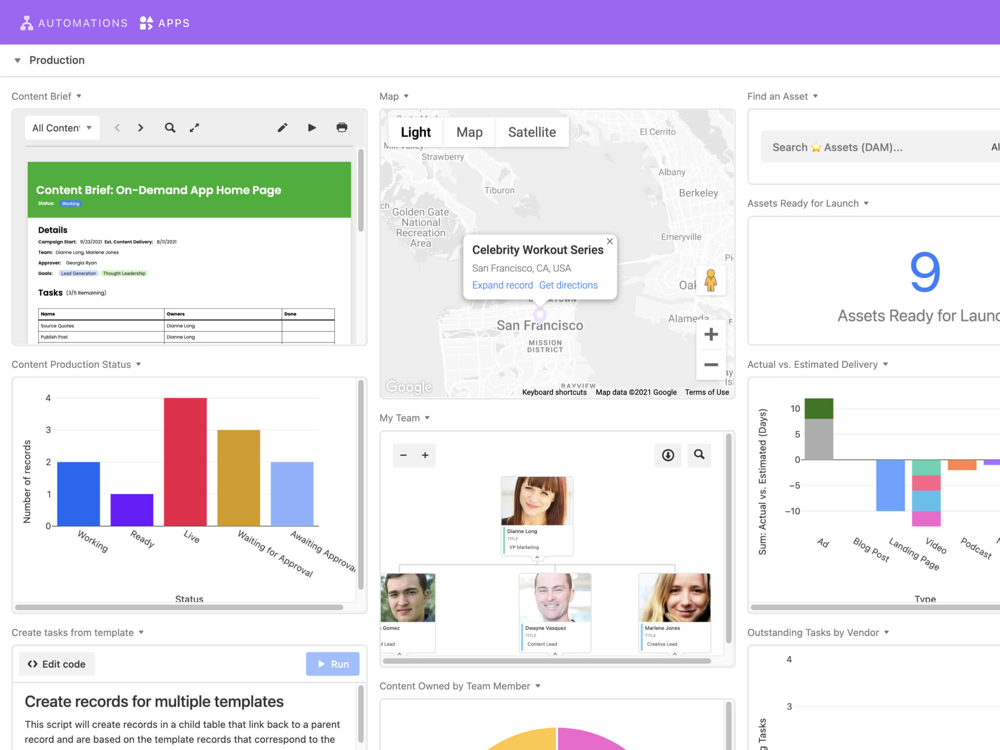 AUTOMATIONS APPS
Production
Content Brief
All Conten
Content Brief: On-Demand App Home Page
Status: Working
Details
Campaign Start: 9/23/2021 Est. Content Delivery: 8/11/2021
Team: Dianne Long, Marlene Jones
Approver: Georgia Ryan
Goals: Lead Generation Thought Leadership
Tasks (3/5 Remaining)
Name Owners Done
Source Quotes Dianne Long
Publish Post Dianne Long
Content Production Status
Number of records
4
3
2
1
0
Working
Ready
Live
Waiting for Approval
Awaiting Approval
Status
Create tasks from template
Edit code
Run
Create records for multiple templates
This script will create records in a child table that link back to a parent
record and are based on the template records that correspond to the
Map
Light Map Satellite
El Cerrito
Strawberry
Albany
Tiburon
Berkeley
Golden Gate
National
Recreation
Area
Emeryville
Celebrity Workout Series
San Francisco, CA, USA
Expand record Get directions
Oak
Alameda
San Francisco
MISSION
DISTRICT
BAYVIEW
Google
Keyboard shortcuts Map data ©2021 Google Terms of Use
My Team
Dianne Long
TITLE
VP Marketing
Gomez
Lead
Dwayne Vasquez
TITLE
Content Lead
Marlene Jones
TITLE
Creative Lead
Content Owned by Team Member
Find an Asset
Search ⭐ Assets (DAM)...
Al
Assets Ready for Launch
9
Assets Ready for Launc
Actual vs. Estimated Delivery
Sum: Actual vs. Estimated (Days)
10
5
0
−5
−10
Ad
Blog Post
Landing Page
Video
Podcast
Type
Outstanding Tasks by Vendor
4
3
Tasks